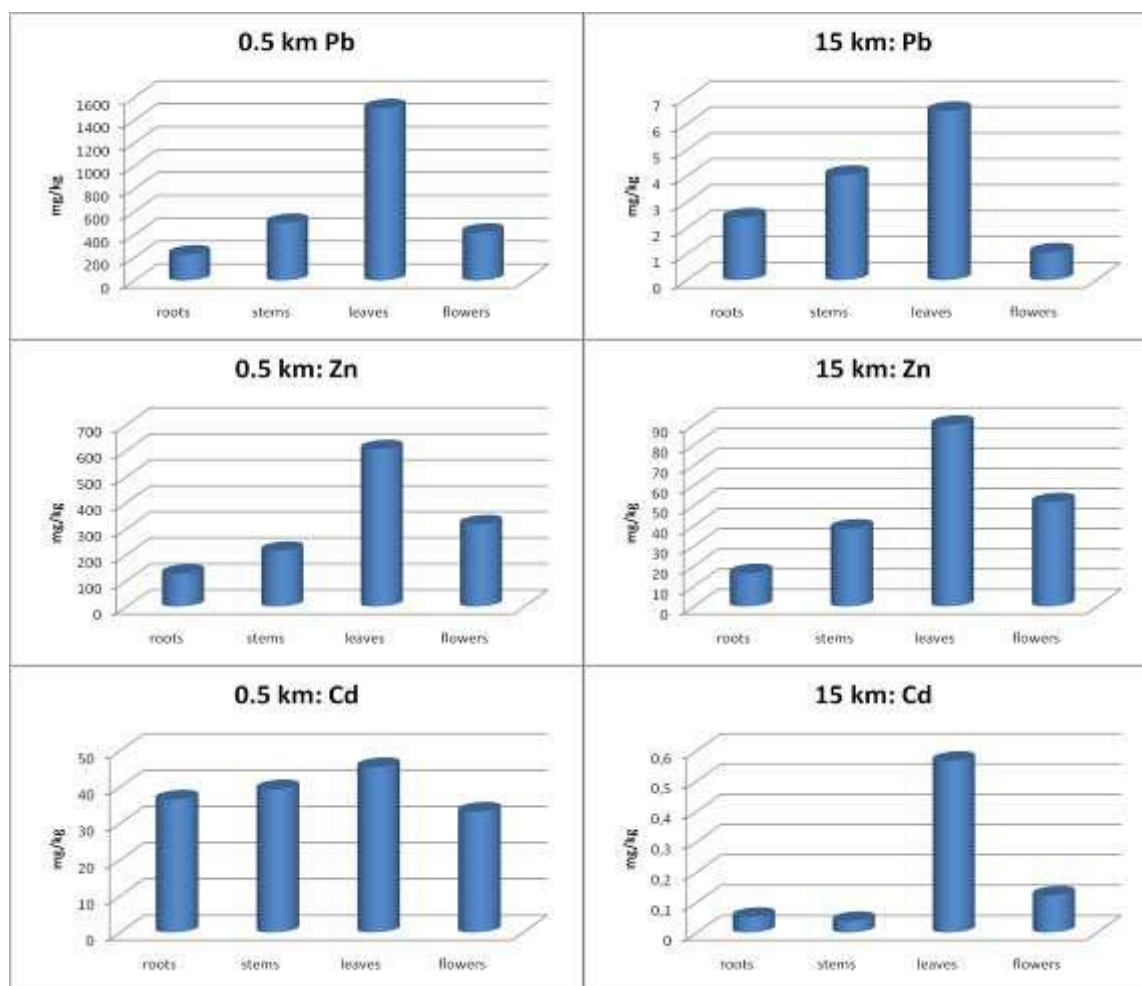 0.5 km Pb
mg/kg
1600
1400
1200
1000
800
600
400
200
0
roots stems leaves flowers
15 km: Pb
mg/kg
7
6
5
4
3
2
1
0
roots stems leaves flowers
0.5 km: Zn
mg/kg
700
600
500
400
300
200
100
0
roots stems leaves flowers
15 km: Zn
mg/kg
90
80
70
60
50
40
30
20
10
0
roots stems leaves flowers
0.5 km: Cd
mg/kg
50
40
30
20
10
0
roots stems leaves flowers
15 km: Cd
mg/kg
0,6
0,5
0,4
0,3
0,2
0,1
0
roots stems leaves flowers